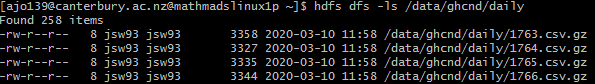 [ajo139@canterbury.ac.nz@mathmadslinux1p ~]$ hdfs dfs -ls /data/ghcnd/daily
Found 258 items
-rw-r--r--   8 jsw93 jsw93       3358 2020-03-10 11:58 /data/ghcnd/daily/1763.csv.gz
-rw-r--r--   8 jsw93 jsw93       3327 2020-03-10 11:58 /data/ghcnd/daily/1764.csv.gz
-rw-r--r--   8 jsw93 jsw93       3335 2020-03-10 11:58 /data/ghcnd/daily/1765.csv.gz
-rw-r--r--   8 jsw93 jsw93       3344 2020-03-10 11:58 /data/ghcnd/daily/1766.csv.gz